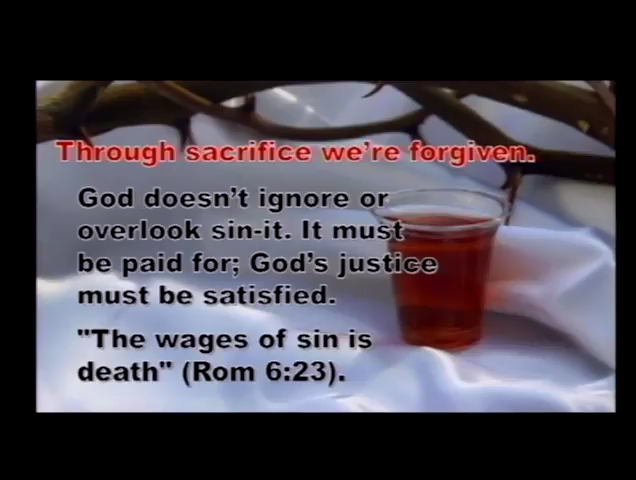 Through sacrifice we're forgiven.
God doesn't ignore or
overlook sin-it. It must
be paid for; God's justice
must be satisfied.
"The wages of sin is
death" (Rom 6:23).